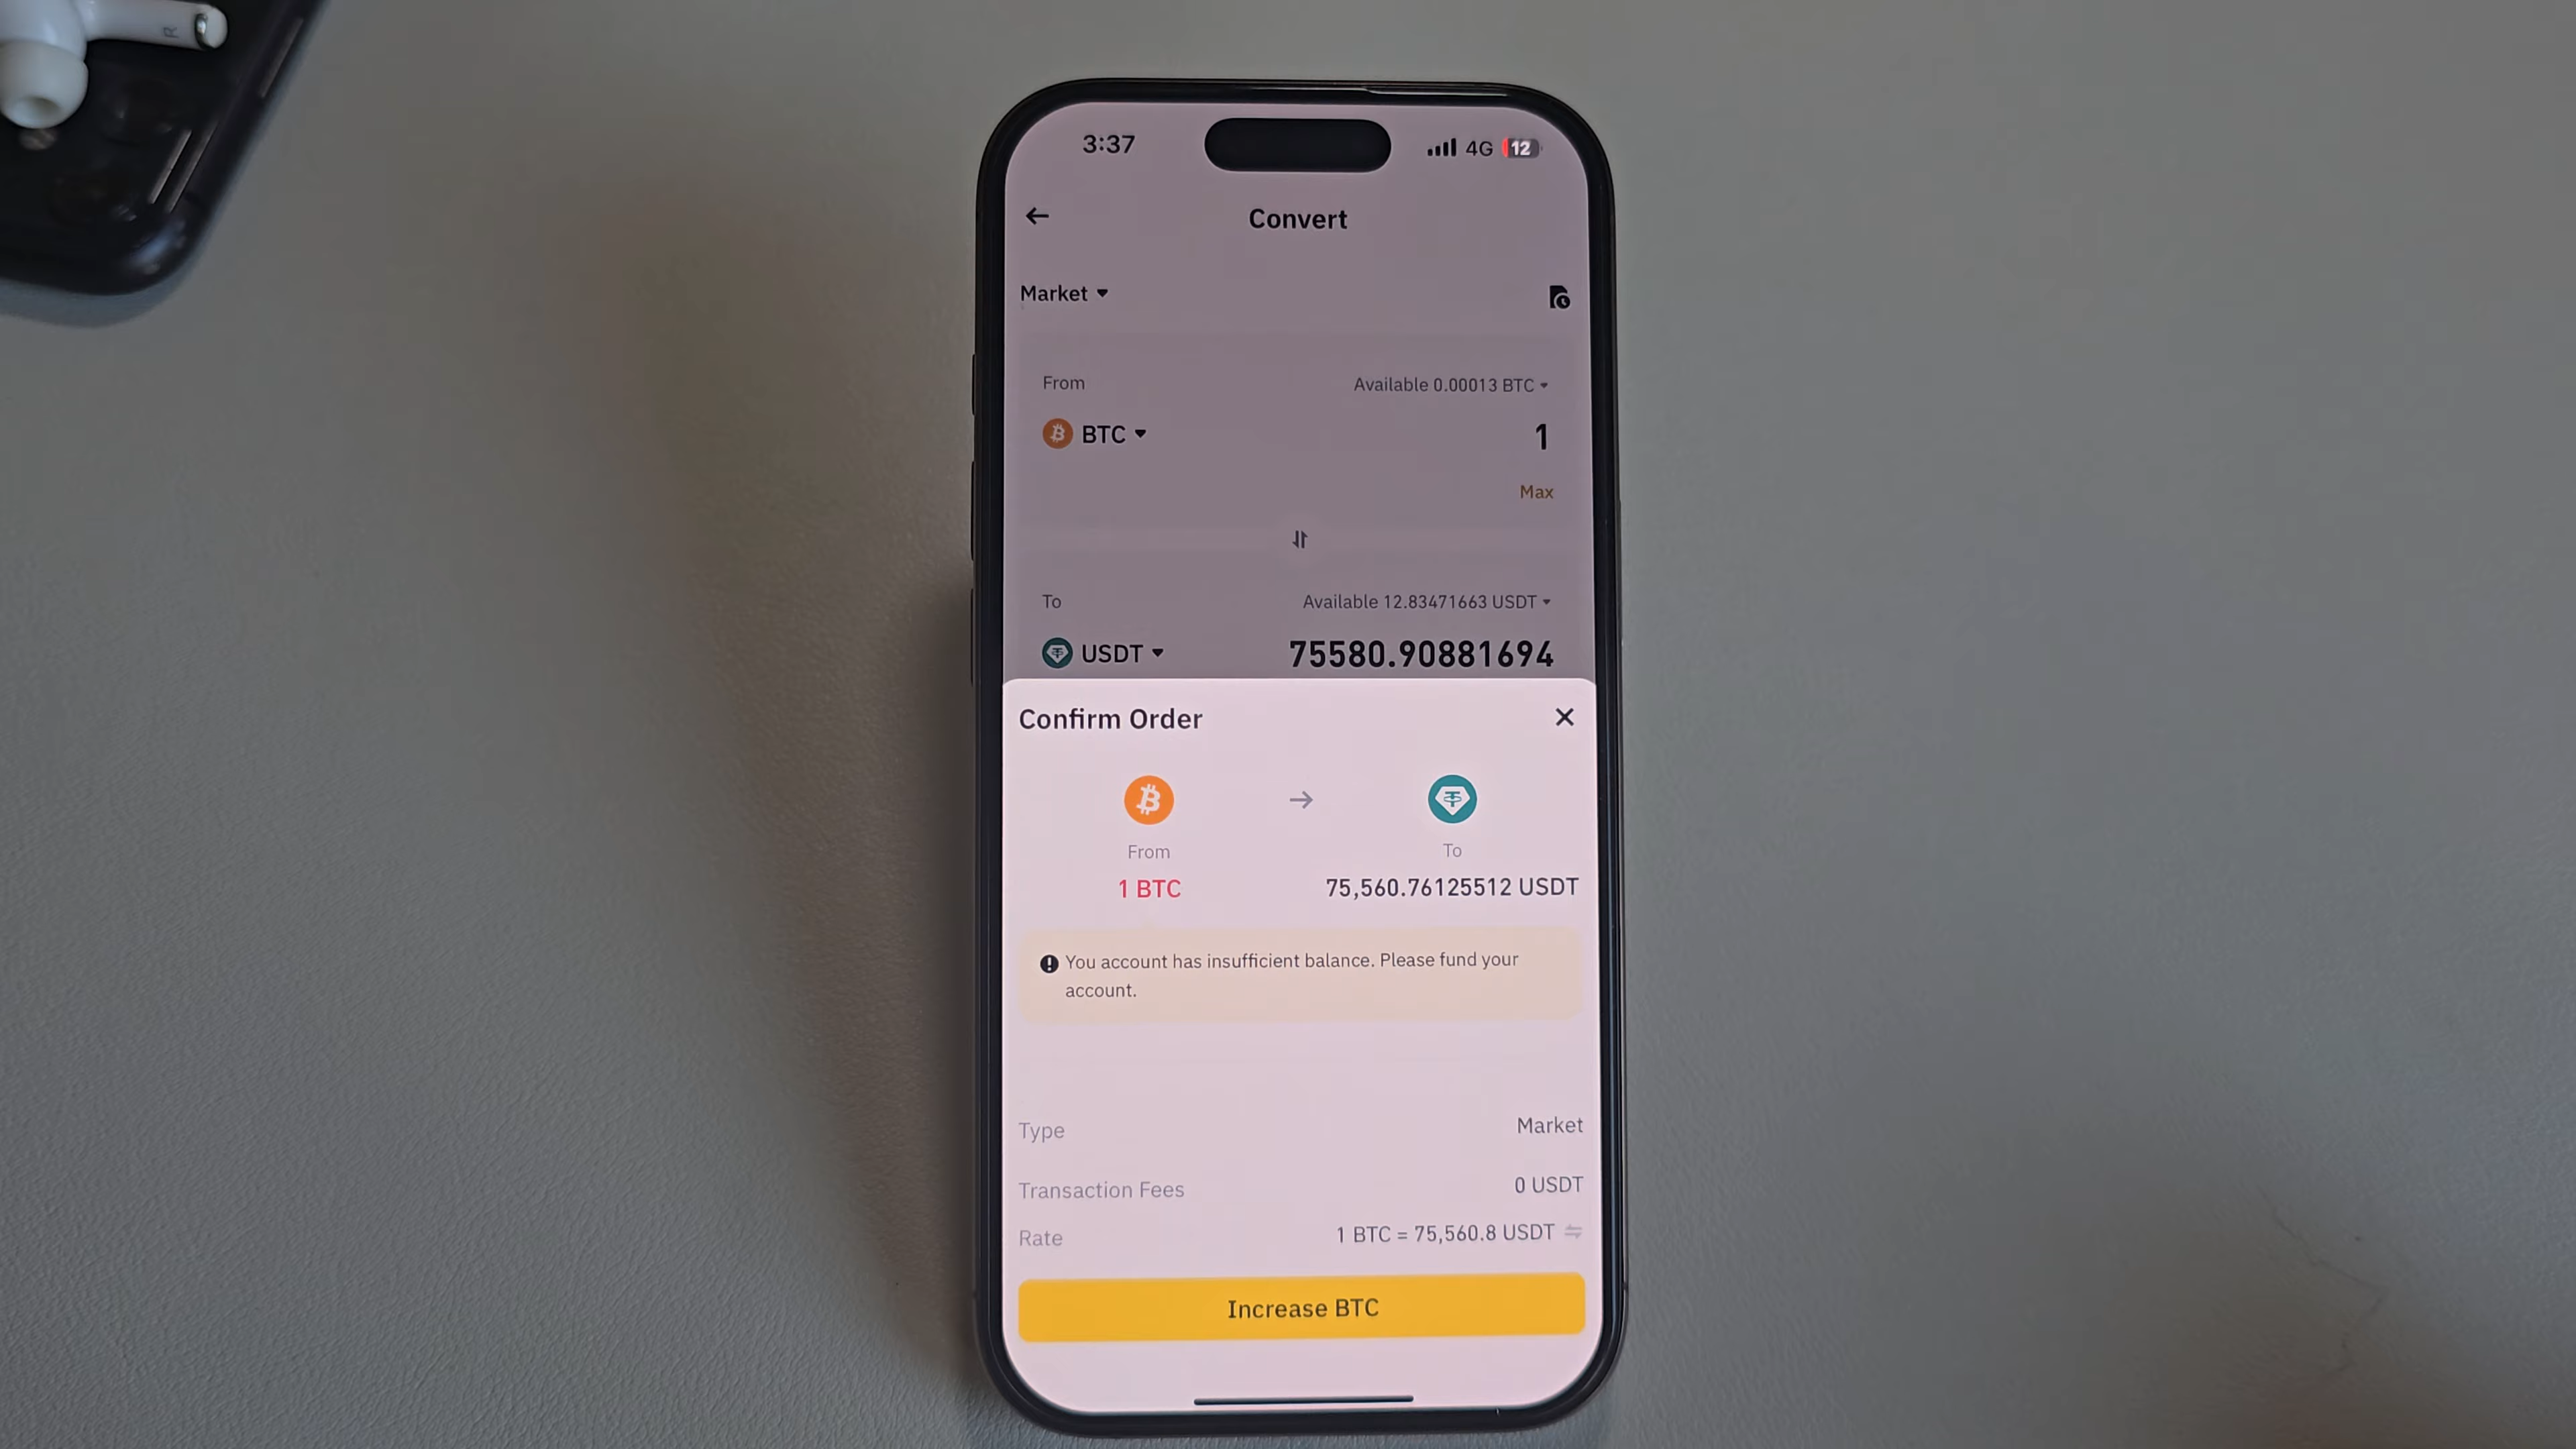 R
3:37
4G 12
Convert
Market
From
Available 0.00013 BTC
BTC
1
Max
To
Available 12.83471663 USDT
USDT
75580.90881694
Confirm Order
From
To
1 BTC
75,560.76125512 USDT
You account has insufficient balance. Please fund your
account.
Type
Market
Transaction Fees
0 USDT
Rate
1 BTC = 75,560.8 USDT
Increase BTC